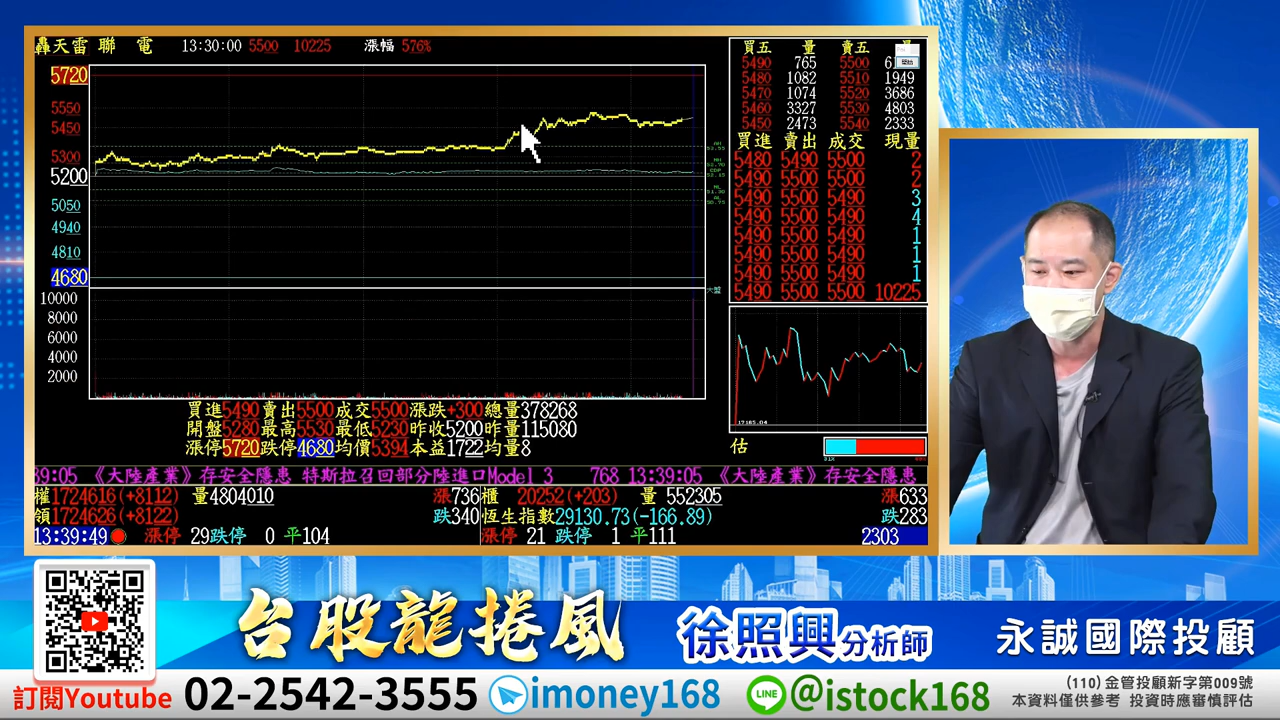 轟天雷 聯 電 13:30:00 5500 10225 漲幅 576%
5720
5550
5450
5300
5200
5050
4940
4810
4680
10000
8000
6000
4000
2000
大盤
買五 量 賣五
5490 765 5500
5480 1082 5510 1949
5470 1074 5520 3686
5460 3327 5530 4803
5450 2473 5540 2333
買進 賣出 成交 現量
5480 5490 5500 2
5490 5500 5500 2
5490 5500 5490 3
5490 5500 5490 4
5490 5500 5490 1
5490 5500 5490 1
5490 5500 5490 1
5490 5500 5500 10225
17165.04
估
買進5490賣出5500成交5500漲跌+300總量378268
開盤5280最高5530最低5230昨收5200昨量115080
漲停5720跌停4680均價5394本益1722均量8
39:05 《大陸產業》存安全隱患 特斯拉召回部分陸進口Model 3 768 13:39:05 《大陸產業》存安全隱患
權1724616(+8112) 量4804010 漲736櫃 20252(+203) 量 552305 漲633
領1724626(+8122) 跌340恆生指數29130.73(-166.89) 跌283
13:39:49 漲停 29跌停 0 平104 漲停 21 跌停 1 平111 2303
台股龍捲風
徐照興分析師
永誠國際投顧
訂閱Youtube
02-2542-3555
imoney168
LINE
@istock168
(110)金管投顧新字第009號
本資料僅供參考 投資時應審慎評估